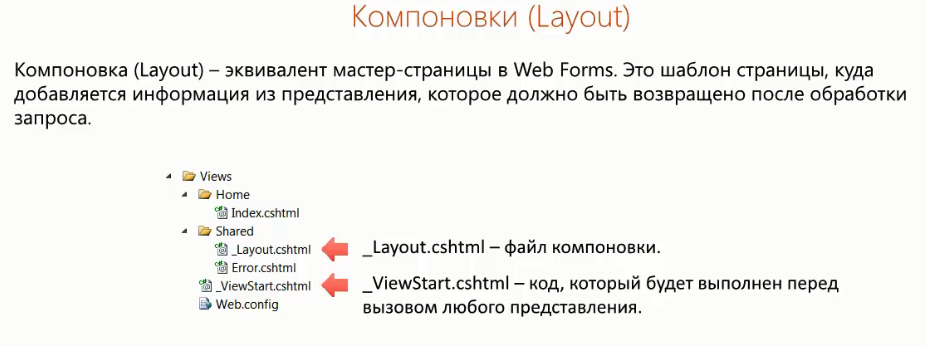 Компоновки (Layout)
Компоновка (Layout) – эквивалент мастер-страницы в Web Forms. Это шаблон страницы, куда
добавляется информация из представления, которое должно быть возвращено после обработки
запроса.
Views
Home
Index.cshtml
Shared
_Layout.cshtml
_Layout.cshtml – файл компоновки.
Error.cshtml
_ViewStart.cshtml
_ViewStart.cshtml – код, который будет выполнен перед
вызовом любого представления.
Web.config